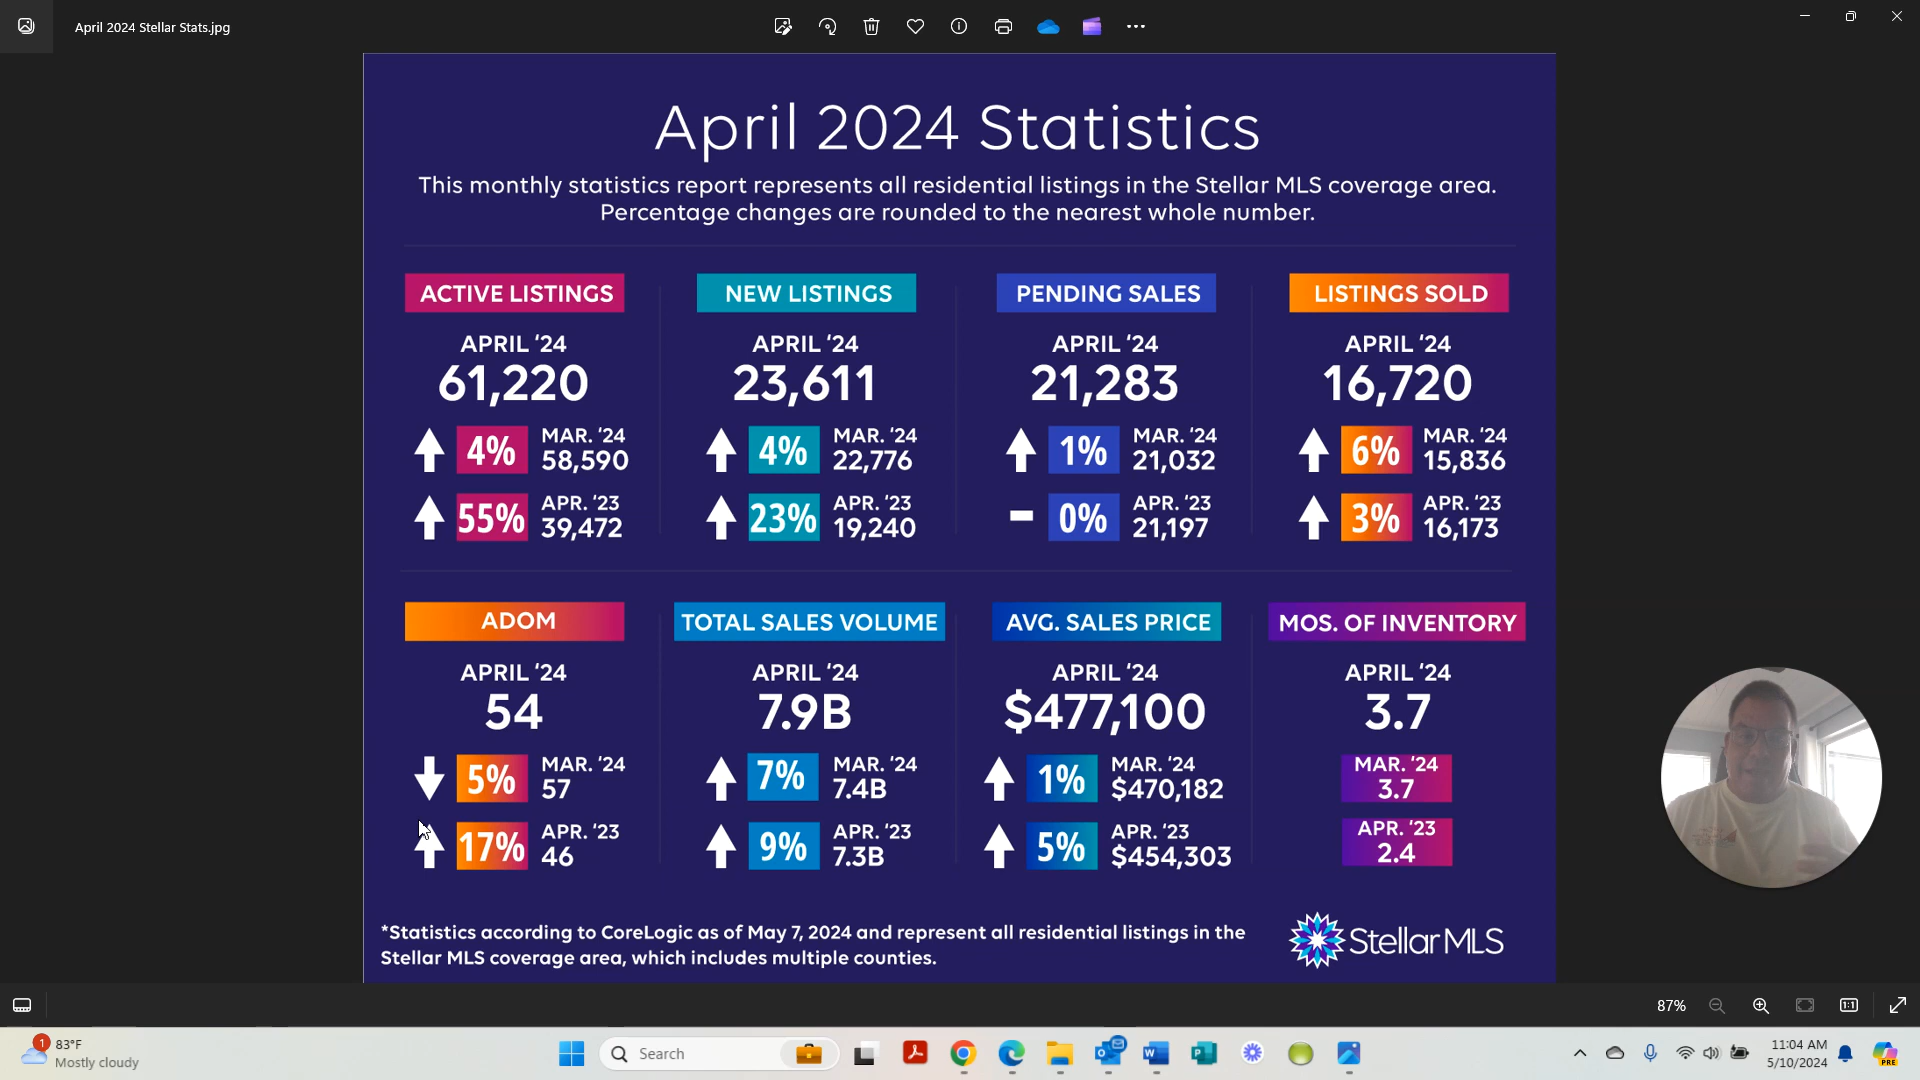 April 2024 Stellar Stats.jpg
April 2024 Statistics
This monthly statistics report represents all residential listings in the Stellar MLS coverage area.
Percentage changes are rounded to the nearest whole number.
ACTIVE LISTINGS
APRIL ‘24
61,220
4% MAR. ‘24
58,590
55% APR. ‘23
39,472
NEW LISTINGS
APRIL ‘24
23,611
4% MAR. ‘24
22,776
23% APR. ‘23
19,240
PENDING SALES
APRIL ‘24
21,283
1% MAR. ‘24
21,032
0% APR. ‘23
21,197
LISTINGS SOLD
APRIL ‘24
16,720
6% MAR. ‘24
15,836
3% APR. ‘23
16,173
ADOM
APRIL ‘24
54
5% MAR. ‘24
57
17% APR. ‘23
46
TOTAL SALES VOLUME
APRIL ‘24
7.9B
7% MAR. ‘24
7.4B
9% APR. ‘23
7.3B
AVG. SALES PRICE
APRIL ‘24
$477,100
1% MAR. ‘24
$470,182
5% APR. ‘23
$454,303
MOS. OF INVENTORY
APRIL ‘24
3.7
MAR. ‘24
3.7
APR. ‘23
2.4
*Statistics according to CoreLogic as of May 7, 2024 and represent all residential listings in the
Stellar MLS coverage area, which includes multiple counties.
Stellar MLS
87%
1:1
1
83°F
Mostly cloudy
Search
11:04 AM
5/10/2024
PRE